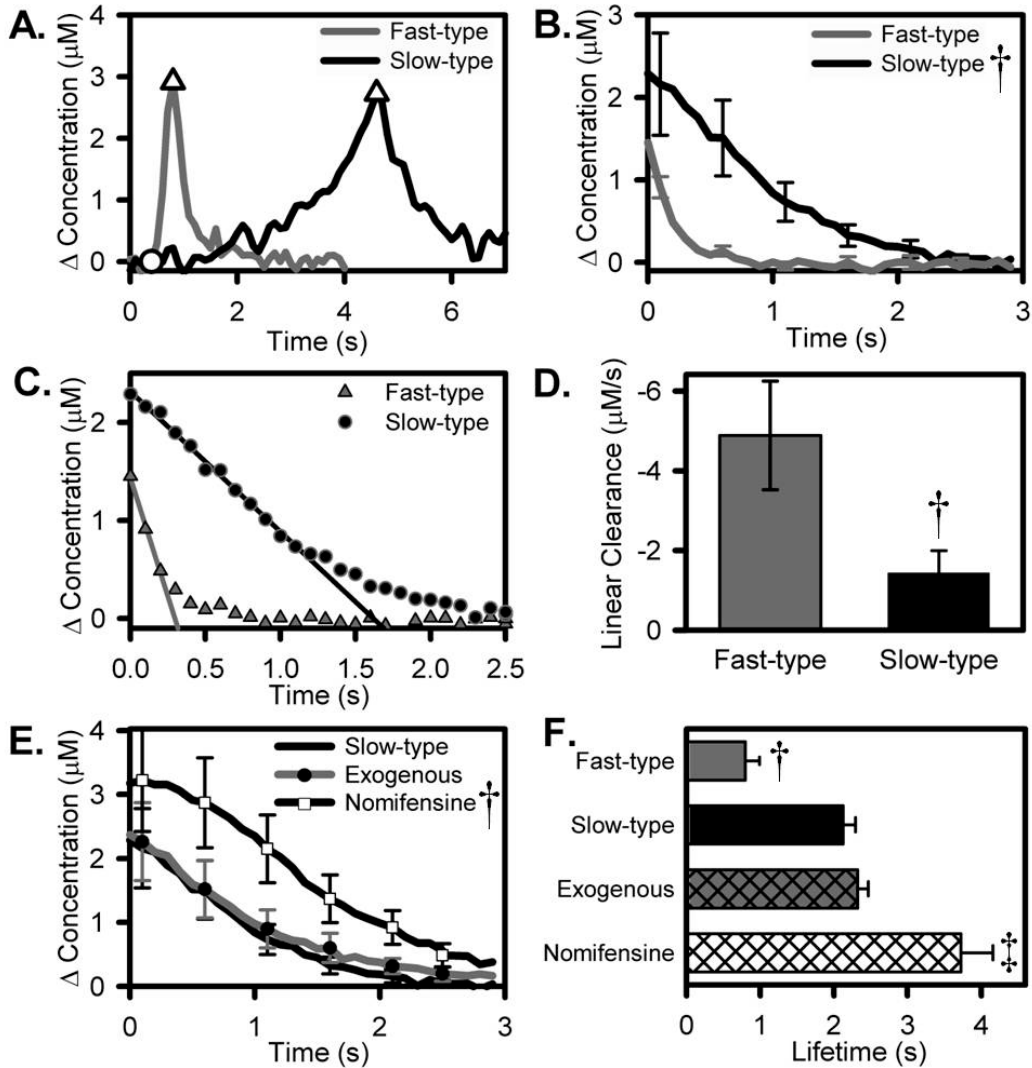 A.
Δ Concentration (μM)
4
3
2
1
0
Fast-type
Slow-type
0 2 4 6
Time (s)
B.
Δ Concentration (μM)
3
2
1
0
Fast-type
Slow-type †
0 1 2 3
Time (s)
C.
Δ Concentration (μM)
2
1
0
Fast-type
Slow-type
0.0 0.5 1.0 1.5 2.0 2.5
Time (s)
D.
Linear Clearance (μM/s)
-6
-4
-2
0
†
Fast-type Slow-type
E.
Δ Concentration (μM)
4
3
2
1
0
Slow-type
Exogenous
Nomifensine †
0 1 2 3
Time (s)
F.
Fast-type †
Slow-type
Exogenous
Nomifensine ‡
0 1 2 3 4
Lifetime (s)